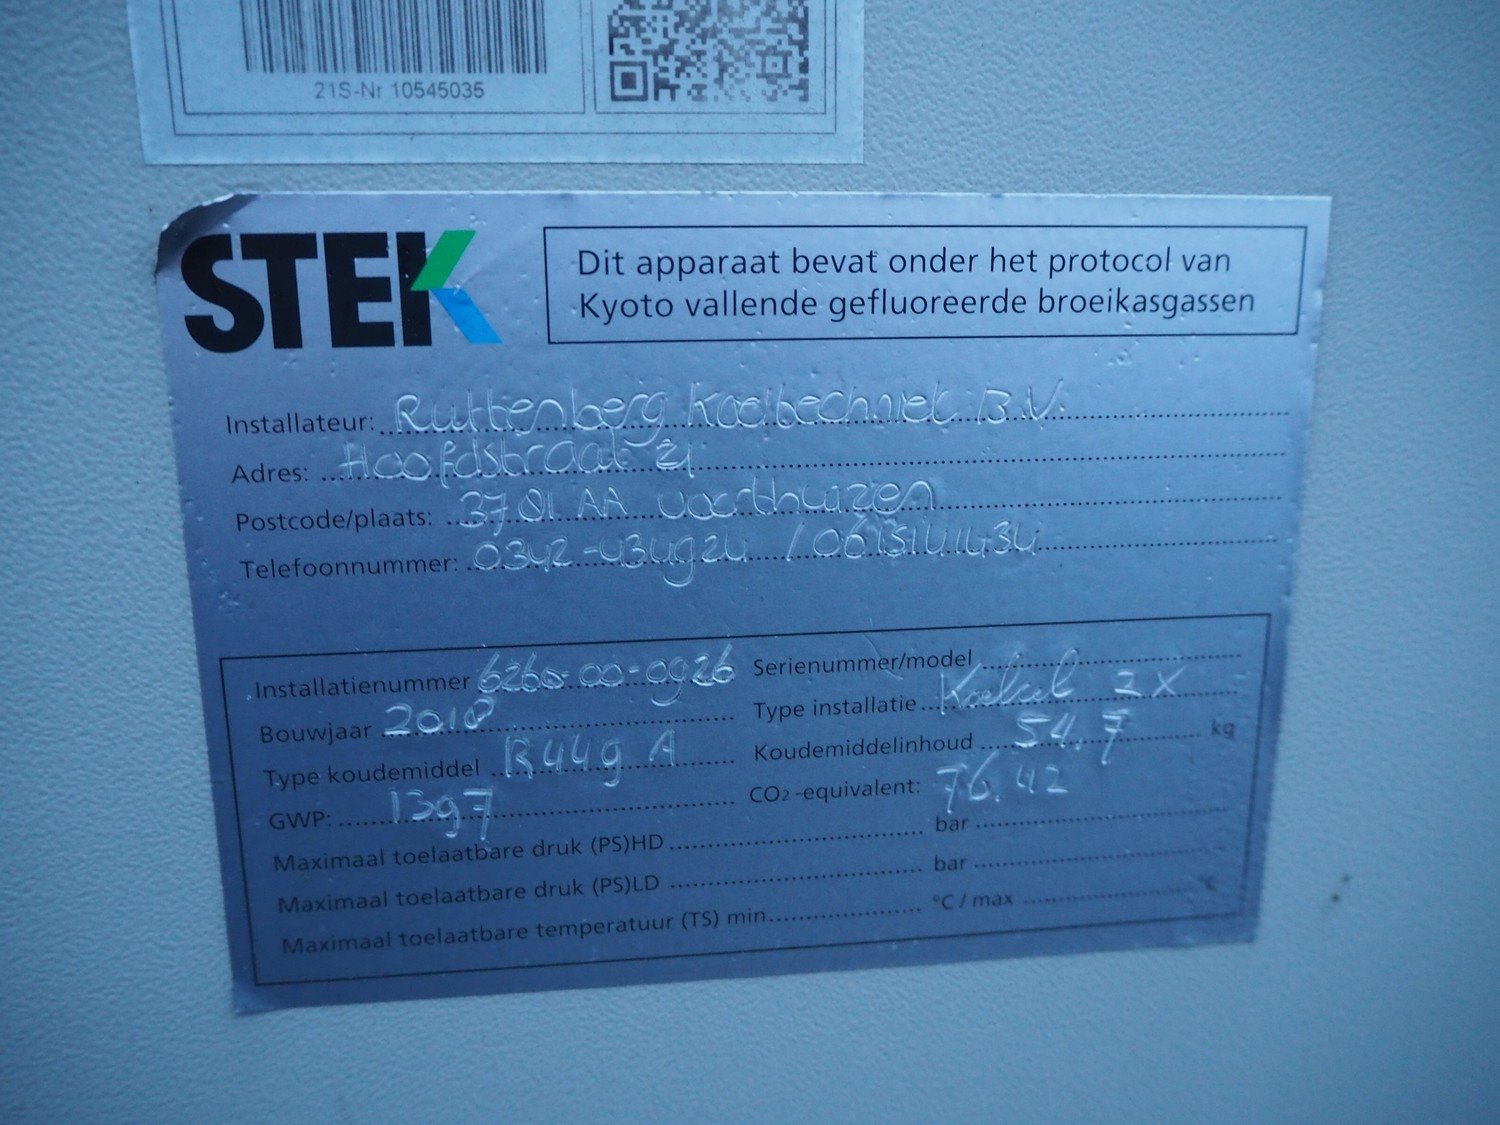 21S-Nr 10545035
STEK
Dit apparaat bevat onder het protocol van
Kyoto vallende gefluoreerde broeikasgassen
Installateur: Ruttenberg Koeltechniek B.V.
Adres: Hoofdstraat 21
Postcode/plaats: 3781 AA Voorthuizen
Telefoonnummer: 0342-434924 / 0615141434
Installatienummer 6260-00-0926 Serienummer/model
Bouwjaar 2018 Type installatie Koelcel 2X
Type koudemiddel R449A Koudemiddelinhoud 54.7 kg
GWP: 1397 CO2-equivalent: 76.42
Maximaal toelaatbare druk (PS)HD bar
Maximaal toelaatbare druk (PS)LD bar
Maximaal toelaatbare temperatuur (TS) min °C / max °C